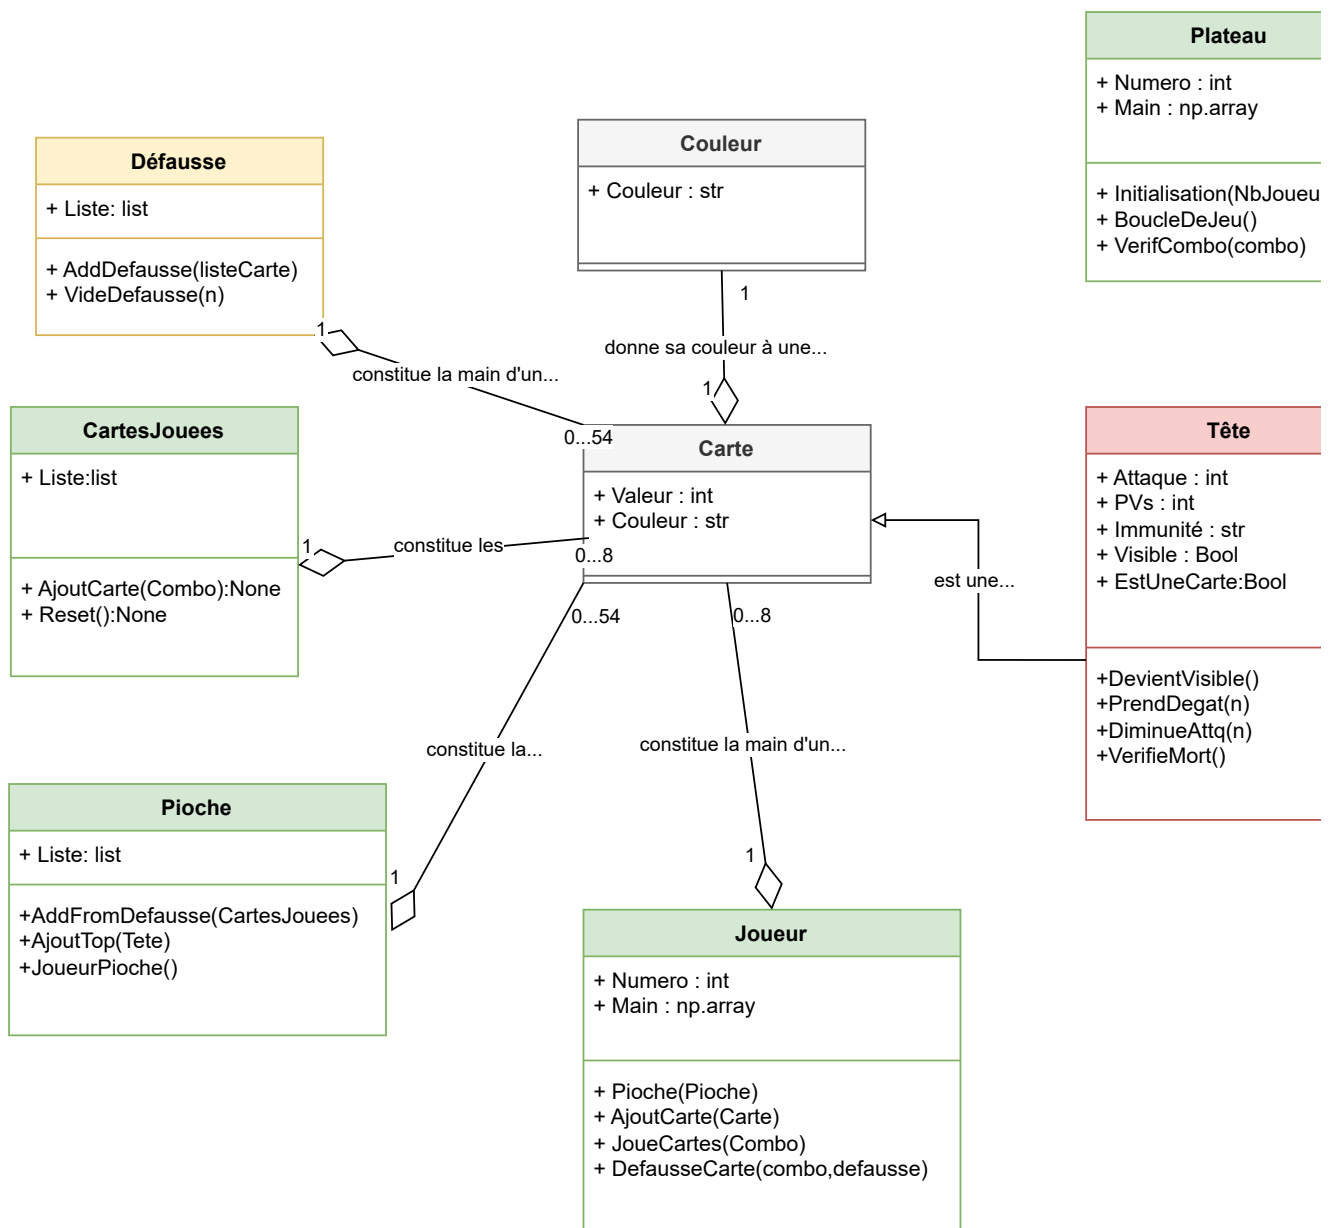 Plateau
+ Numero : int
+ Main : np.array
+ Initialisation(NbJoueu
+ BoucleDeJeu()
+ VerifCombo(combo)
Couleur
+ Couleur : str
Défausse
+ Liste: list
+ AddDefausse(listeCarte)
+ VideDefausse(n)
1
donne sa couleur à une...
1
1
constitue la main d'un...
0...54
CartesJouees
+ Liste:list
+ AjoutCarte(Combo):None
+ Reset():None
1
constitue les
0...8
Carte
+ Valeur : int
+ Couleur : str
Tête
+ Attaque : int
+ PVs : int
+ Immunité : str
+ Visible : Bool
+ EstUneCarte:Bool
+DevientVisible()
+PrendDegat(n)
+DiminueAttq(n)
+VerifieMort()
est une...
0...54
0...8
constitue la...
constitue la main d'un...
1
1
Pioche
+ Liste: list
+AddFromDefausse(CartesJouees)
+AjoutTop(Tete)
+JoueurPioche()
Joueur
+ Numero : int
+ Main : np.array
+ Pioche(Pioche)
+ AjoutCarte(Carte)
+ JoueCartes(Combo)
+ DefausseCarte(combo,defausse)